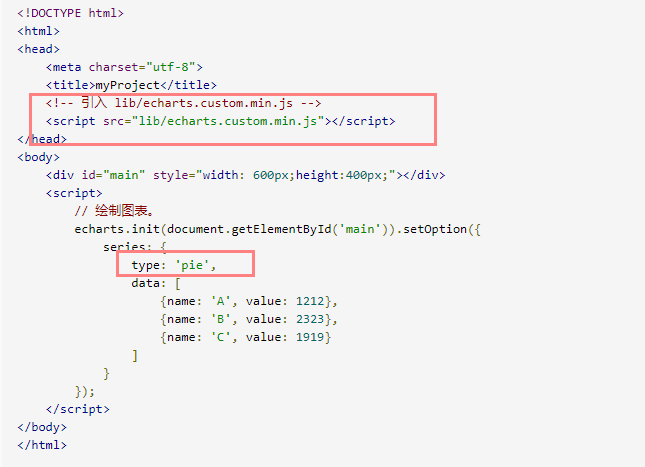 <!DOCTYPE html>
<html>
<head>
    <meta charset="utf-8">
    <title>myProject</title>
    <!-- 引入 lib/echarts.custom.min.js -->
    <script src="lib/echarts.custom.min.js"></script>
</head>
<body>
    <div id="main" style="width: 600px;height:400px;"></div>
    <script>
        // 绘制图表。
        echarts.init(document.getElementById('main')).setOption({
            series: {
                type: 'pie',
                data: [
                    {name: 'A', value: 1212},
                    {name: 'B', value: 2323},
                    {name: 'C', value: 1919}
                ]
            }
        });
    </script>
</body>
</html>